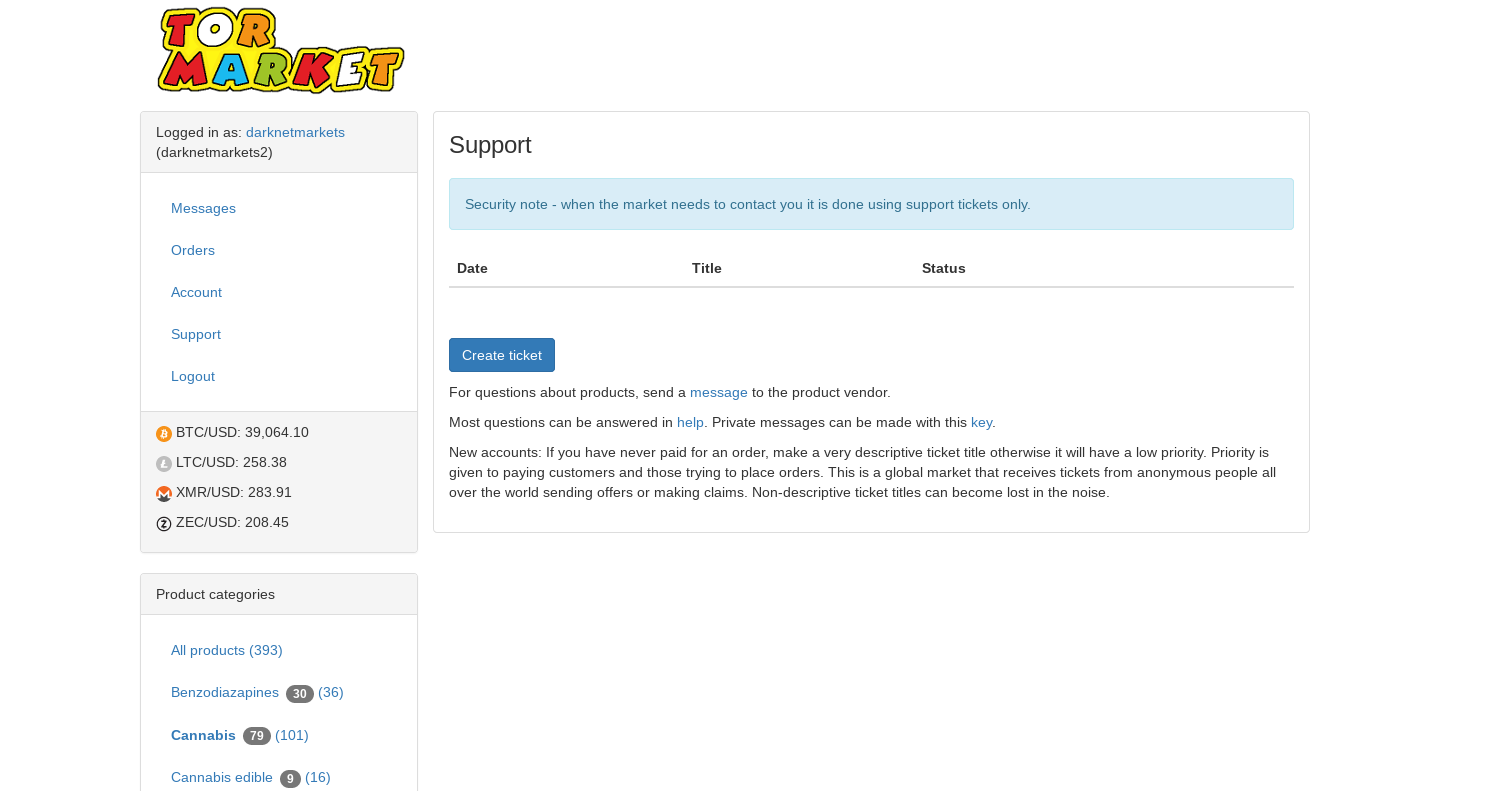 TOR
MARKET
Logged in as: darknetmarkets
(darknetmarkets2)
Messages
Orders
Account
Support
Logout
BTC/USD: 39,064.10
LTC/USD: 258.38
XMR/USD: 283.91
ZEC/USD: 208.45
Product categories
All products (393)
Benzodiazapines 30 (36)
Cannabis 79 (101)
Cannabis edible 9 (16)
Support
Security note - when the market needs to contact you it is done using support tickets only.
Date Title Status
Create ticket
For questions about products, send a message to the product vendor.
Most questions can be answered in help. Private messages can be made with this key.
New accounts: If you have never paid for an order, make a very descriptive ticket title otherwise it will have a low priority. Priority is
given to paying customers and those trying to place orders. This is a global market that receives tickets from anonymous people all
over the world sending offers or making claims. Non-descriptive ticket titles can become lost in the noise.